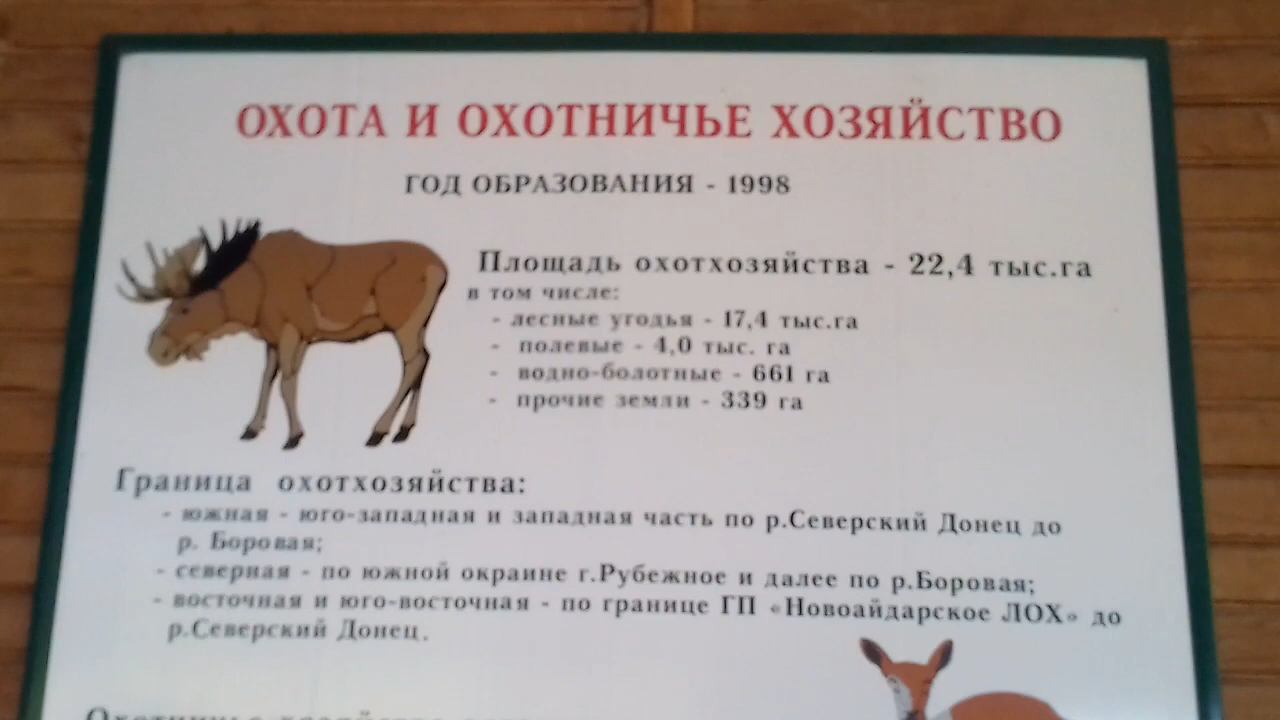 ОХОТА И ОХОТНИЧЬЕ ХОЗЯЙСТВО
ГОД ОБРАЗОВАНИЯ - 1998
Площадь охотхозяйства - 22,4 тыс.га
в том числе:
- лесные угодья - 17,4 тыс.га
- полевые - 4,0 тыс. га
- водно-болотные - 661 га
- прочие земли - 339 га
Граница охотхозяйства:
- южная - юго-западная и западная часть по р.Северский Донец до
р. Боровая;
- северная - по южной окраине г.Рубежное и далее по р.Боровая;
- восточная и юго-восточная - по границе ГП «Новоайдарское ЛОХ» до
р.Северский Донец.